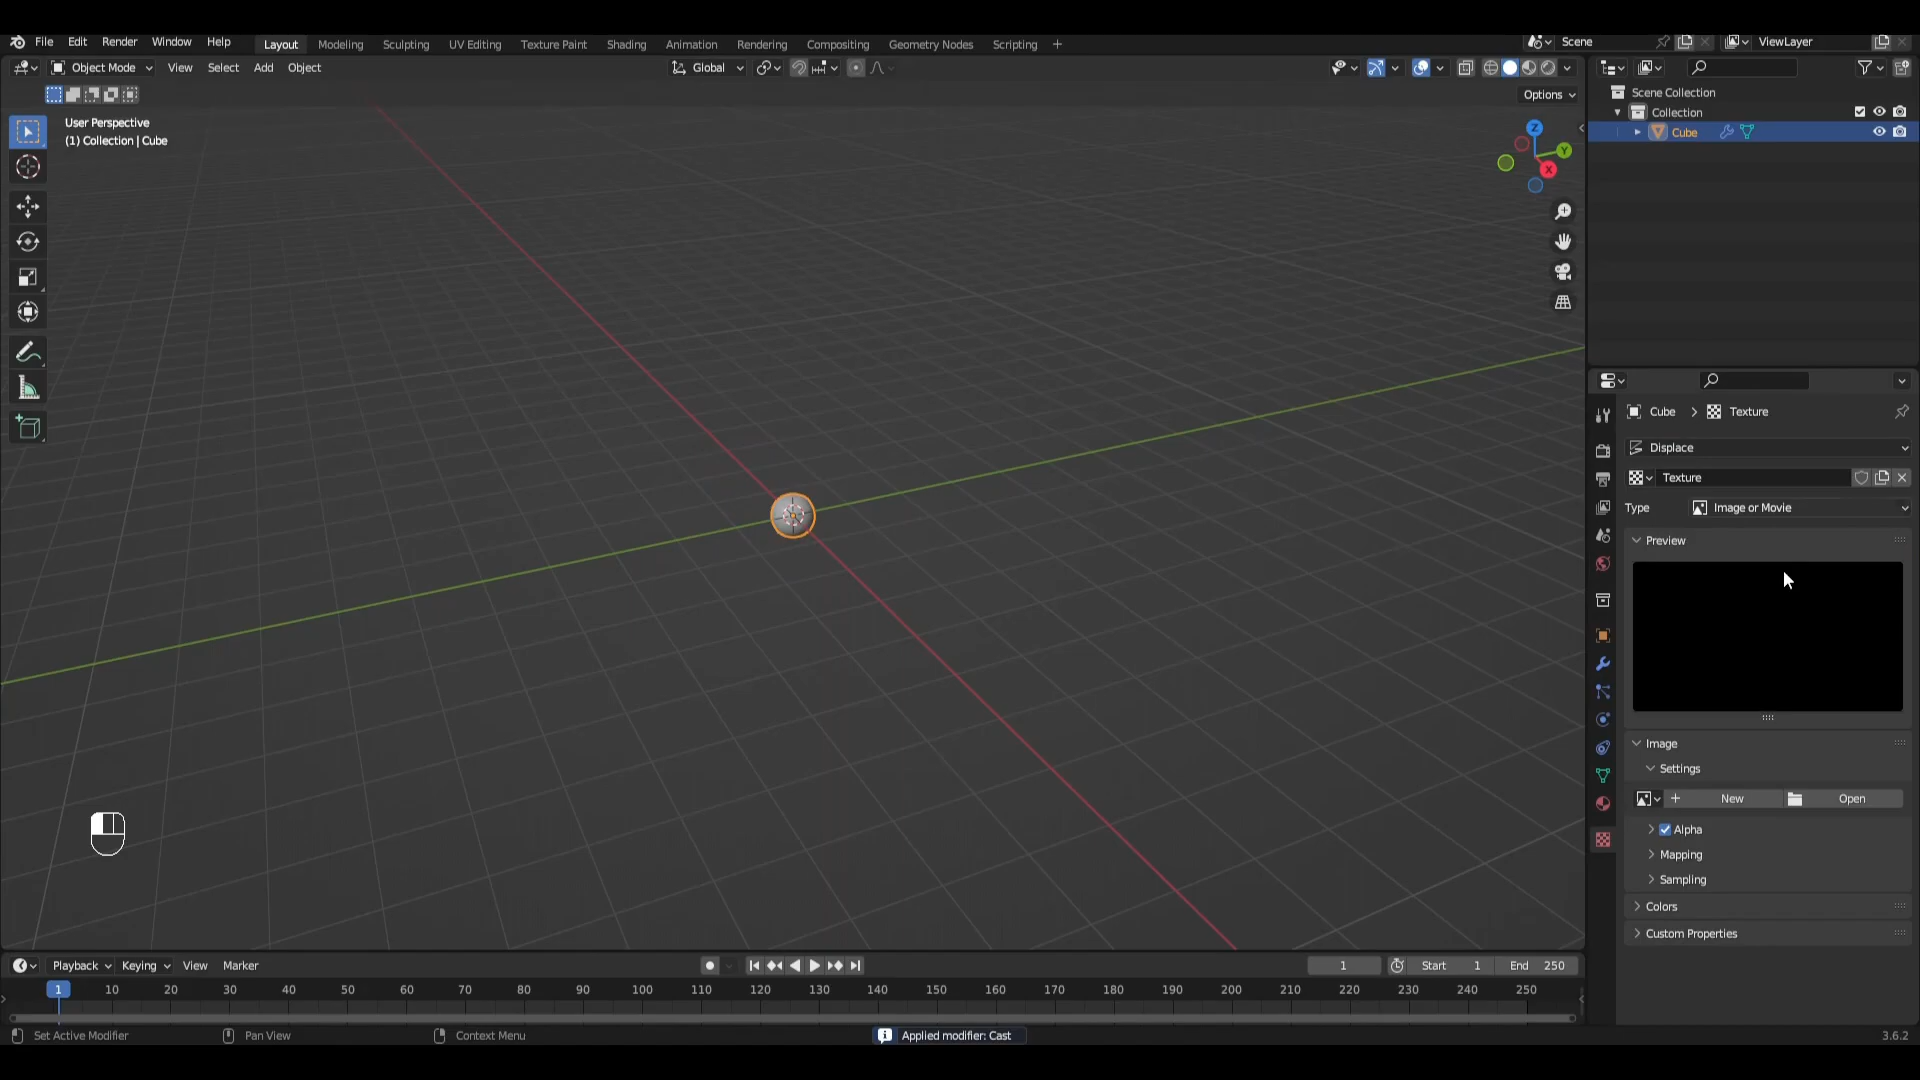 File Edit Render Window Help Layout Modeling Sculpting UV Editing Texture Paint Shading Animation Rendering Compositing Geometry Nodes Scripting + Scene ViewLayer
Object Mode View Select Add Object Global
Options
User Perspective
(1) Collection | Cube
Z
Y
X
Scene Collection
Collection
Cube
Cube > Texture
Displace
Texture
Type Image or Movie
Preview
Image
Settings
+ New Open
Alpha
Mapping
Sampling
Colors
Custom Properties
Playback Keying View Marker 1 Start 1 End 250
1 10 20 30 40 50 60 70 80 90 100 110 120 130 140 150 160 170 180 190 200 210 220 230 240 250
Set Active Modifier Pan View Context Menu Applied modifier: Cast 3.6.2